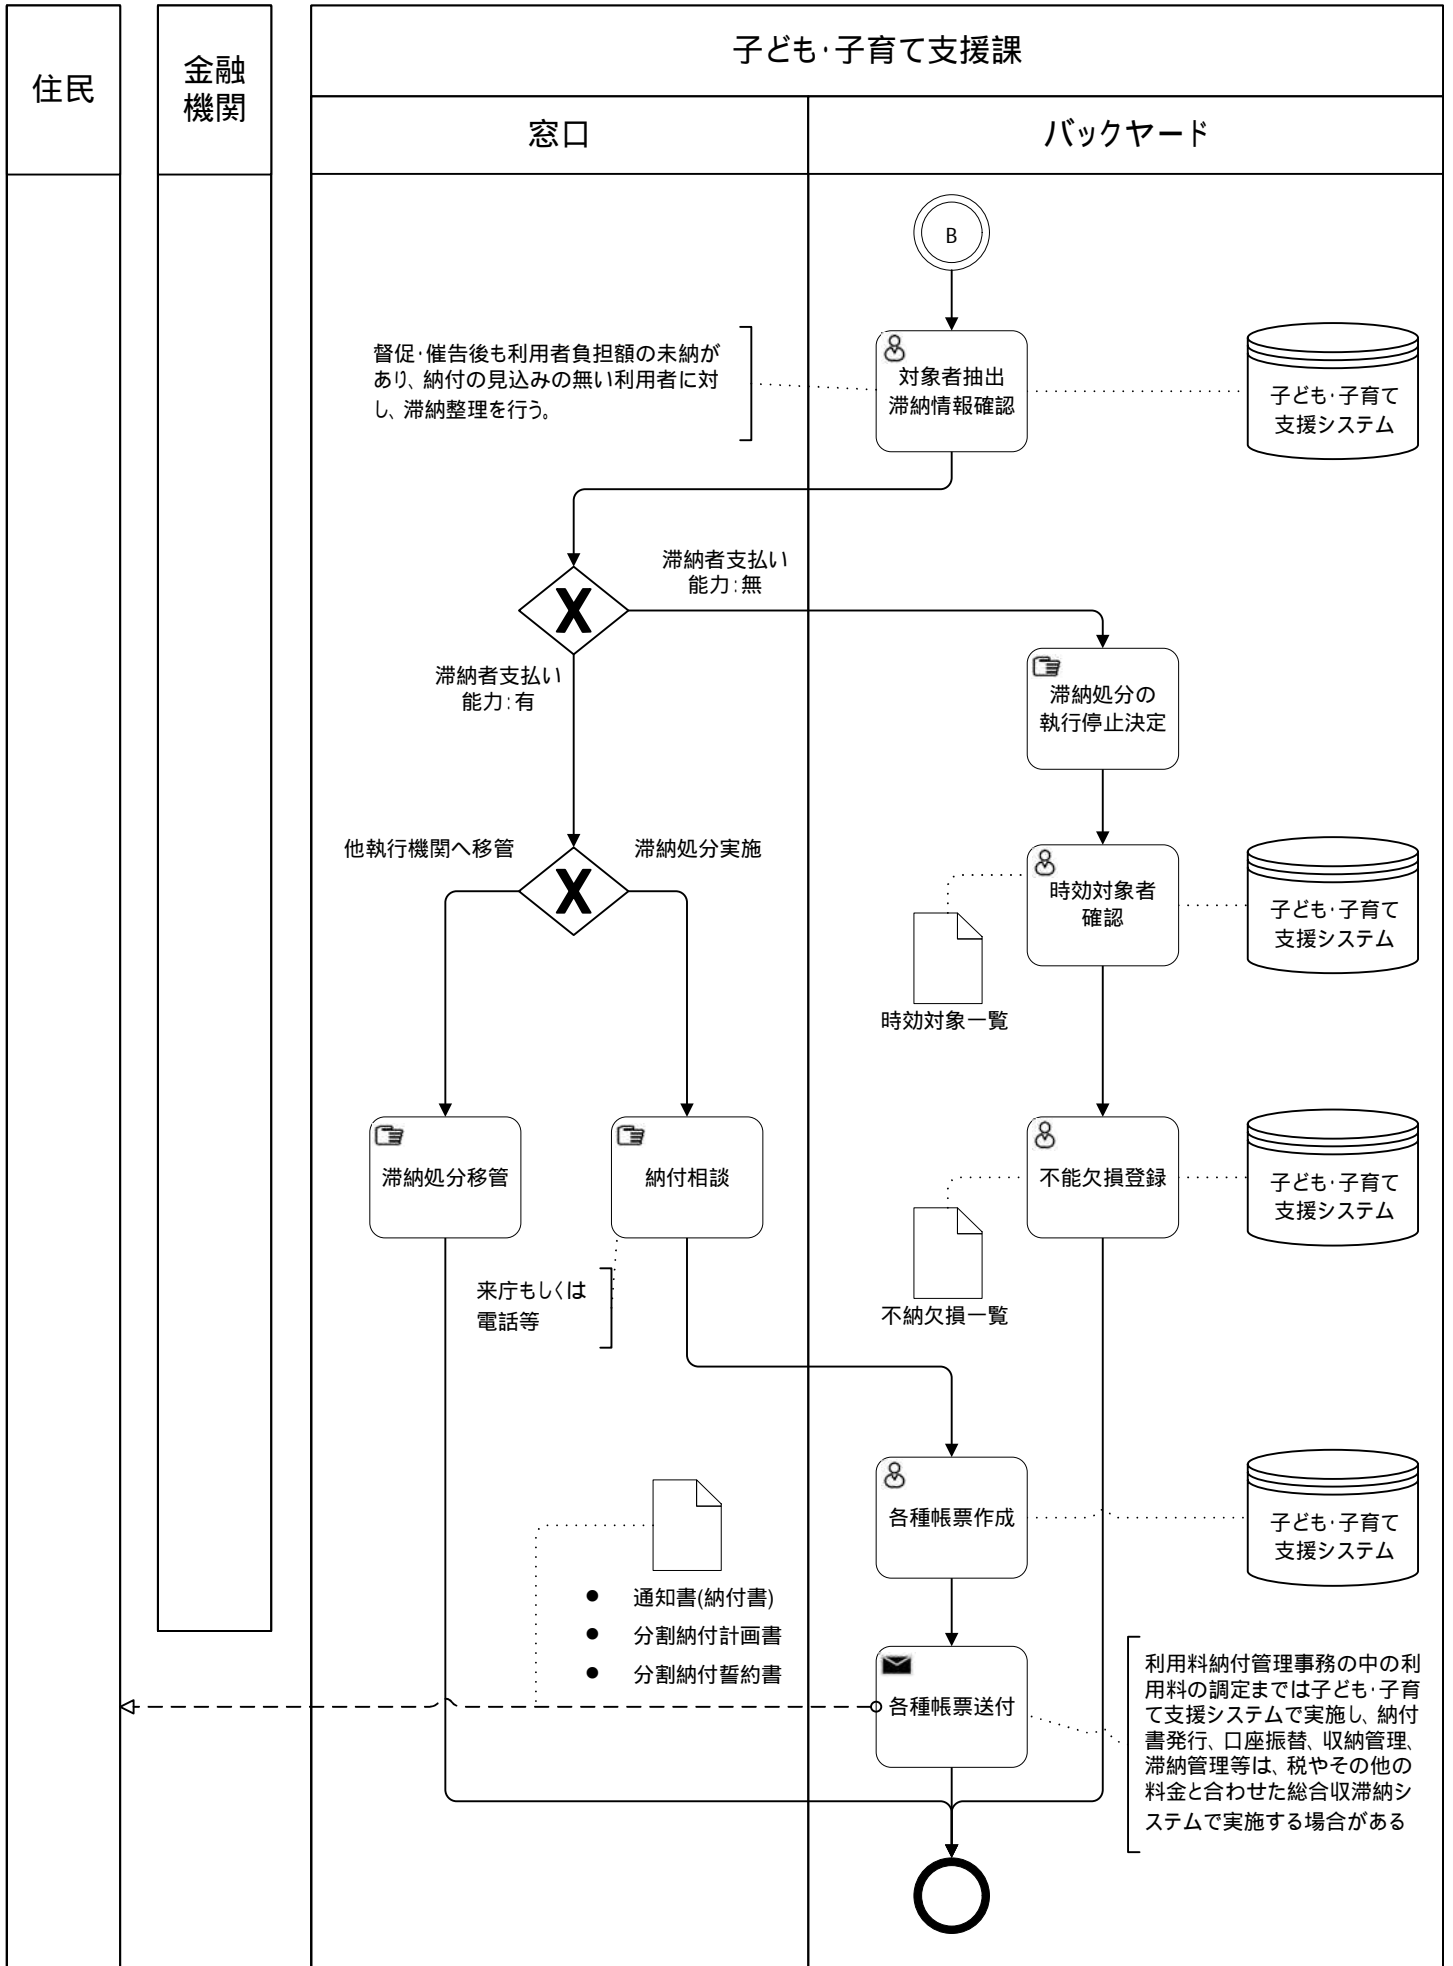 住民
金融
機関
子ども・子育て支援課
窓口
バックヤード
B
督促・催告後も利用者負担額の未納が
あり、納付の見込みの無い利用者に対
し、滞納整理を行う。
対象者抽出
滞納情報確認
子ども・子育て
支援システム
滞納者支払い
能力：無
X
滞納者支払い
能力：有
滞納処分の
執行停止決定
他執行機関へ移管
滞納処分実施
X
時効対象者
確認
子ども・子育て
支援システム
時効対象一覧
滞納処分移管
納付相談
不能欠損登録
子ども・子育て
支援システム
来庁もしくは
電話等
不納欠損一覧
各種帳票作成
子ども・子育て
支援システム
● 通知書(納付書)
● 分割納付計画書
● 分割納付誓約書
各種帳票送付
利用料納付管理事務の中の利
用料の調定までは子ども・子育
て支援システムで実施し、納付
書発行、口座振替、収納管理、
滞納管理等は、税やその他の
料金と合わせた総合収滞納シ
ステムで実施する場合がある